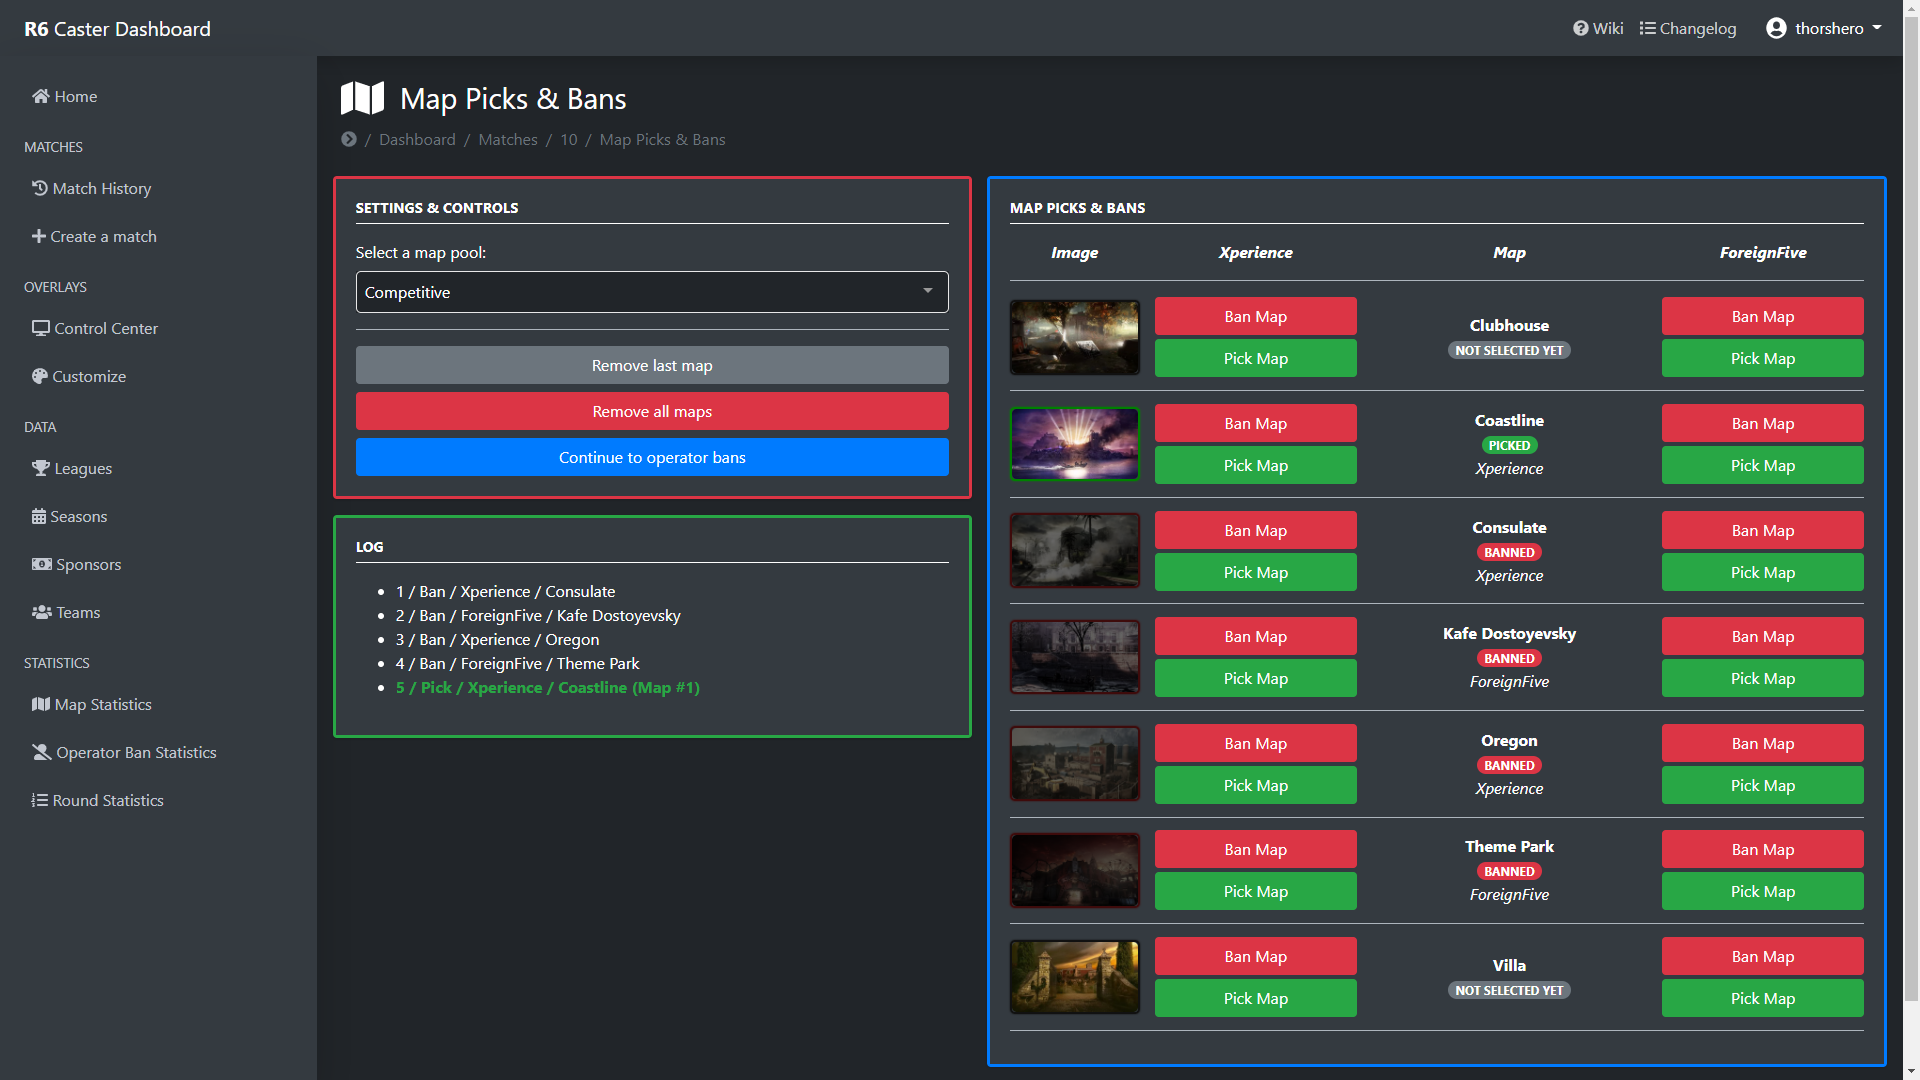 R6 Caster Dashboard
Wiki
Changelog
thorshero
Home
MATCHES
Match History
Create a match
OVERLAYS
Control Center
Customize
DATA
Leagues
Seasons
Sponsors
Teams
STATISTICS
Map Statistics
Operator Ban Statistics
Round Statistics
Map Picks & Bans
/ Dashboard / Matches / 10 / Map Picks & Bans
SETTINGS & CONTROLS
Select a map pool:
Competitive
Remove last map
Remove all maps
Continue to operator bans
LOG
• 1 / Ban / Xperience / Consulate
• 2 / Ban / ForeignFive / Kafe Dostoyevsky
• 3 / Ban / Xperience / Oregon
• 4 / Ban / ForeignFive / Theme Park
• 5 / Pick / Xperience / Coastline (Map #1)
MAP PICKS & BANS
Image Xperience Map ForeignFive
Ban Map
Pick Map
Clubhouse
NOT SELECTED YET
Ban Map
Pick Map
Ban Map
Pick Map
Coastline
PICKED
Xperience
Ban Map
Pick Map
Ban Map
Pick Map
Consulate
BANNED
Xperience
Ban Map
Pick Map
Ban Map
Pick Map
Kafe Dostoyevsky
BANNED
ForeignFive
Ban Map
Pick Map
Ban Map
Pick Map
Oregon
BANNED
Xperience
Ban Map
Pick Map
Ban Map
Pick Map
Theme Park
BANNED
ForeignFive
Ban Map
Pick Map
Ban Map
Pick Map
Villa
NOT SELECTED YET
Ban Map
Pick Map